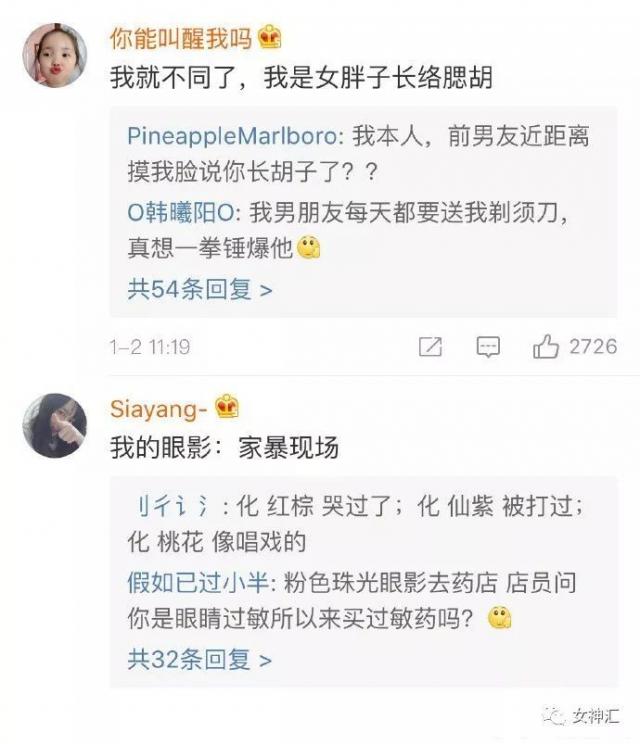 你能叫醒我吗
我就不同了，我是女胖子长络腮胡
PineappleMarlboro: 我本人，前男友近距离
摸我脸说你长胡子了？？
O韩曦阳O: 我男朋友每天都要送我剃须刀，
真想一拳锤爆他
共54条回复 >
1-2 11:19
2726
Siayang-
我的眼影：家暴现场
刂彳讠氵: 化 红棕 哭过了；化 仙紫 被打过；
化 桃花 像唱戏的
假如已过小半: 粉色珠光眼影去药店 店员问
你是眼睛过敏所以来买过敏药吗？
共32条回复 >
女神汇